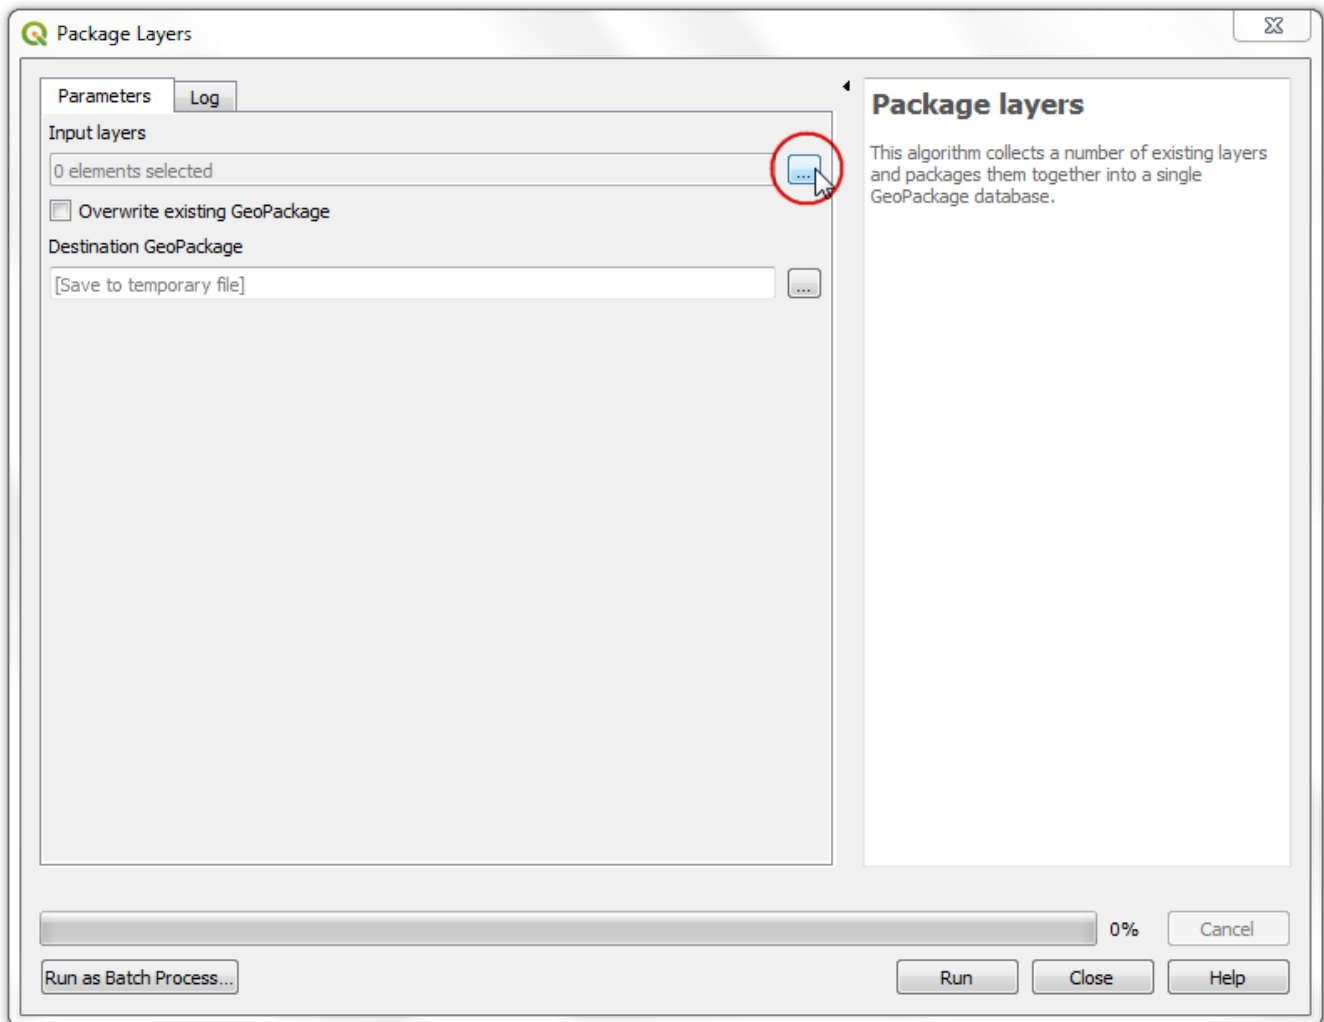 Package Layers
Parameters
Log
Input layers
0 elements selected
...
Overwrite existing GeoPackage
Destination GeoPackage
[Save to temporary file]
...
Package layers
This algorithm collects a number of existing layers
and packages them together into a single
GeoPackage database.
0%
Cancel
Run as Batch Process...
Run
Close
Help